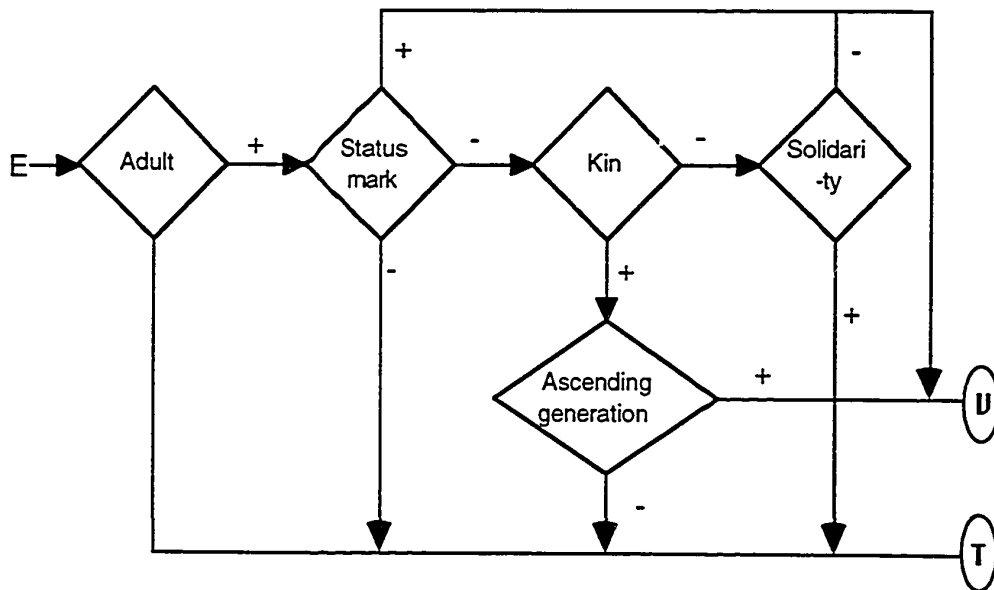 +
-
E
Adult
+
Status
mark
-
Kin
-
Solidari
-ty
-
+
+
Ascending
generation
+
V
-
T